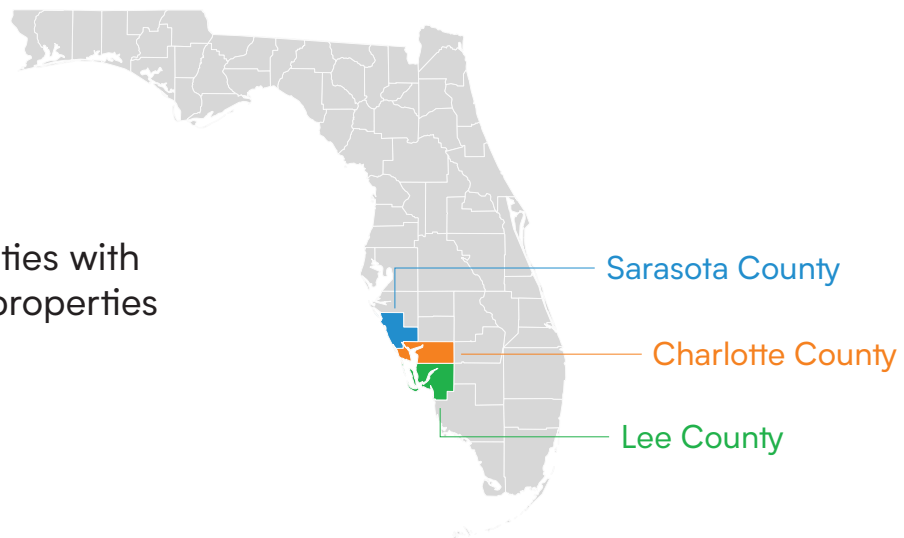 ties with
properties
Sarasota County
Charlotte County
Lee County